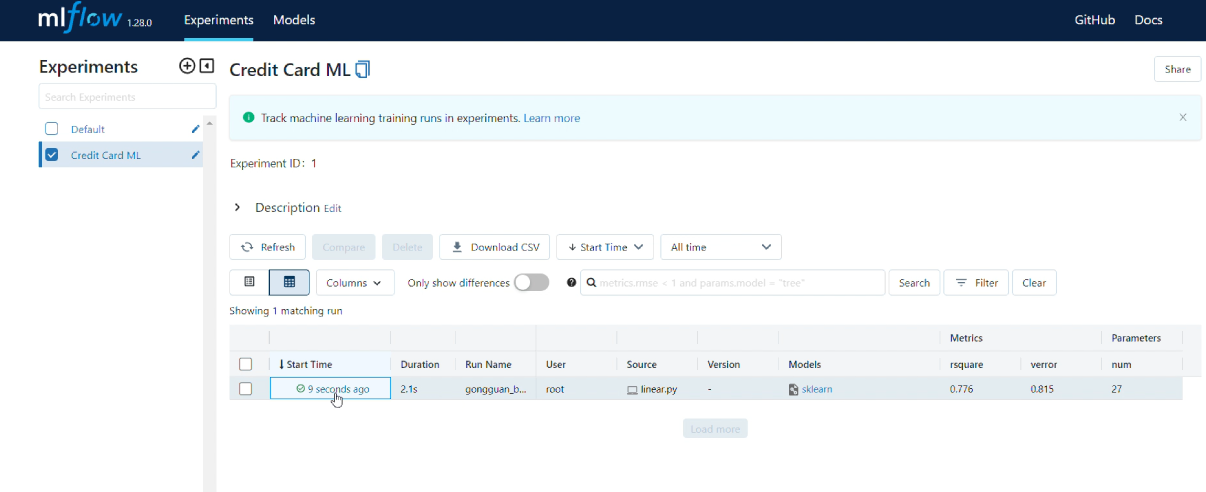 mlflow 1.28.0 Experiments Models GitHub Docs
Experiments
Search Experiments
Default
Credit Card ML
Credit Card ML
Share
Track machine learning training runs in experiments. Learn more
Experiment ID: 1
Description Edit
Refresh Compare Delete Download CSV Start Time All time
Columns Only show differences metrics.rmse < 1 and params.model = "tree" Search Filter Clear
Showing 1 matching run
Metrics Parameters
Start Time Duration Run Name User Source Version Models rsquare verror num
9 seconds ago 2.1s gongguan_b... root linear.py - sklearn 0.776 0.815 27
Load more